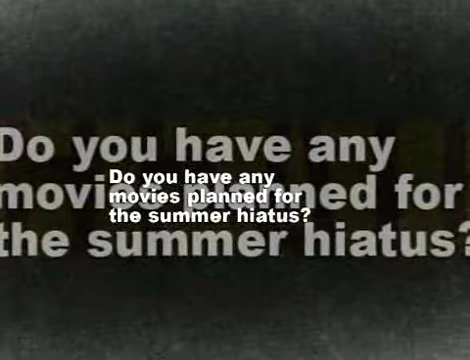 Do you have any
movies planned for
the summer hiatus?
Do you have any
movies planned for
the summer hiatus?